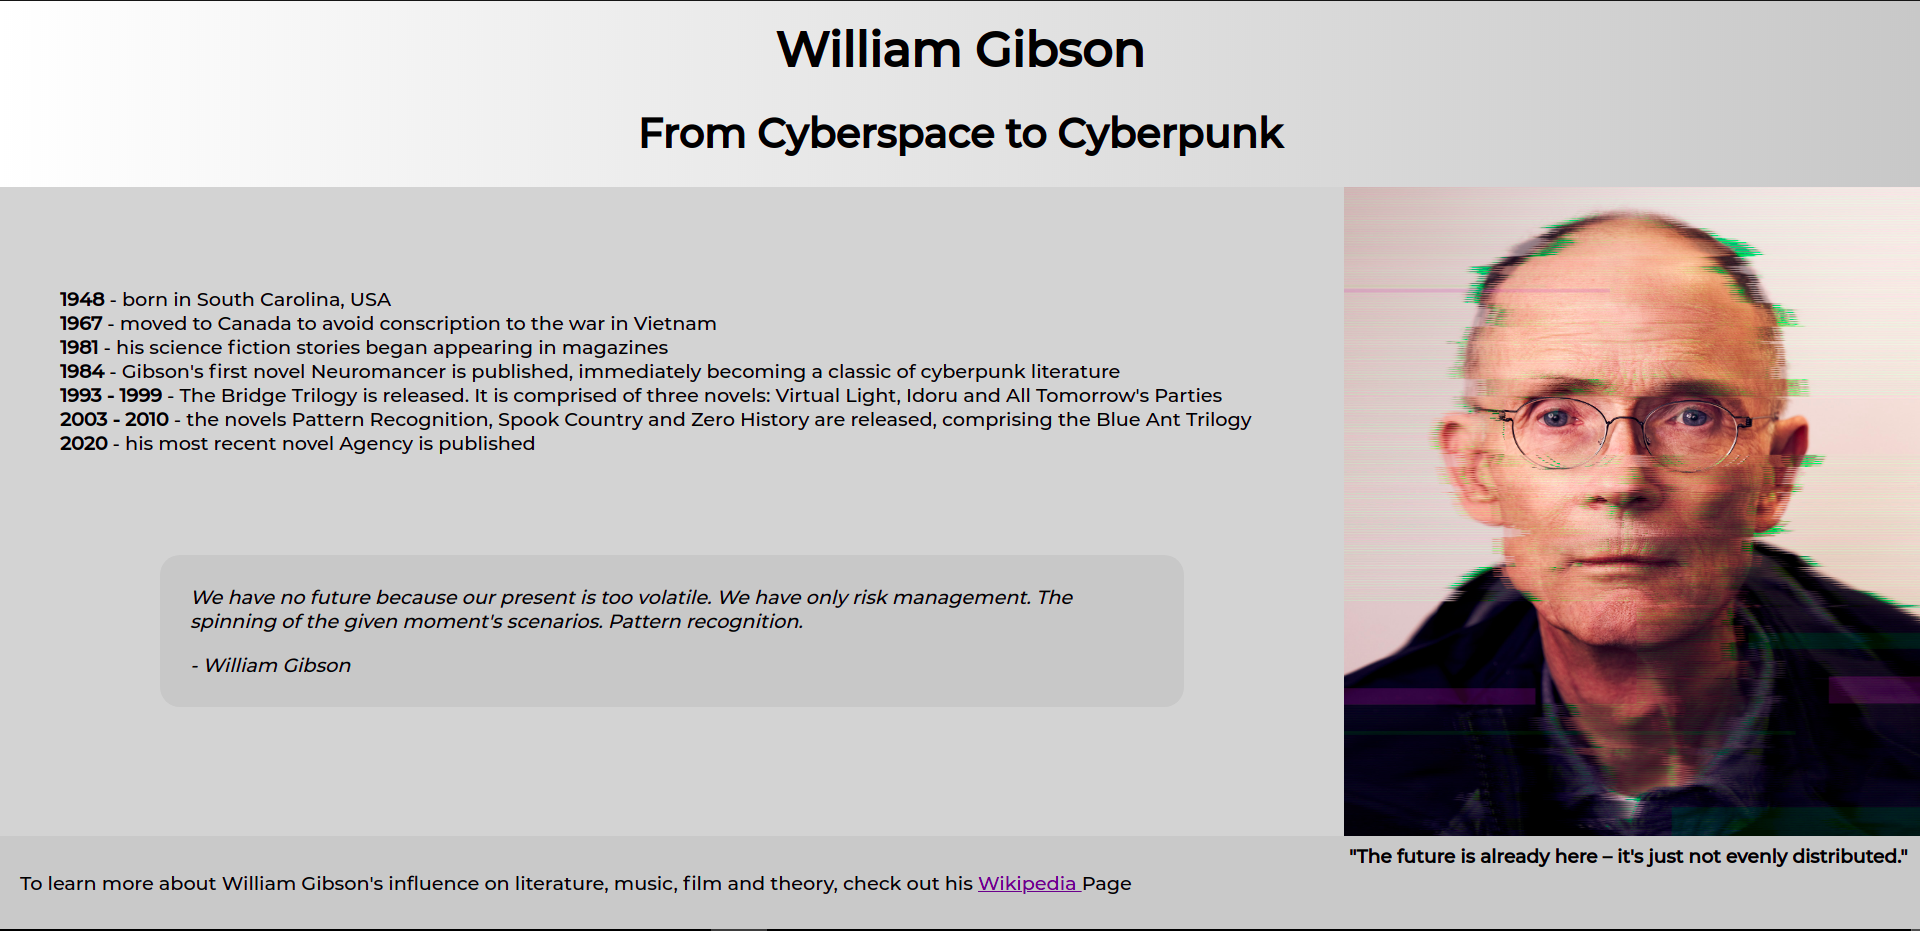 William Gibson
From Cyberspace to Cyberpunk
1948 - born in South Carolina, USA
1967 - moved to Canada to avoid conscription to the war in Vietnam
1981 - his science fiction stories began appearing in magazines
1984 - Gibson's first novel Neuromancer is published, immediately becoming a classic of cyberpunk literature
1993 - 1999 - The Bridge Trilogy is released. It is comprised of three novels: Virtual Light, Idoru and All Tomorrow's Parties
2003 - 2010 - the novels Pattern Recognition, Spook Country and Zero History are released, comprising the Blue Ant Trilogy
2020 - his most recent novel Agency is published
We have no future because our present is too volatile. We have only risk management. The
spinning of the given moment's scenarios. Pattern recognition.
- William Gibson
"The future is already here – it's just not evenly distributed."
To learn more about William Gibson's influence on literature, music, film and theory, check out his Wikipedia Page